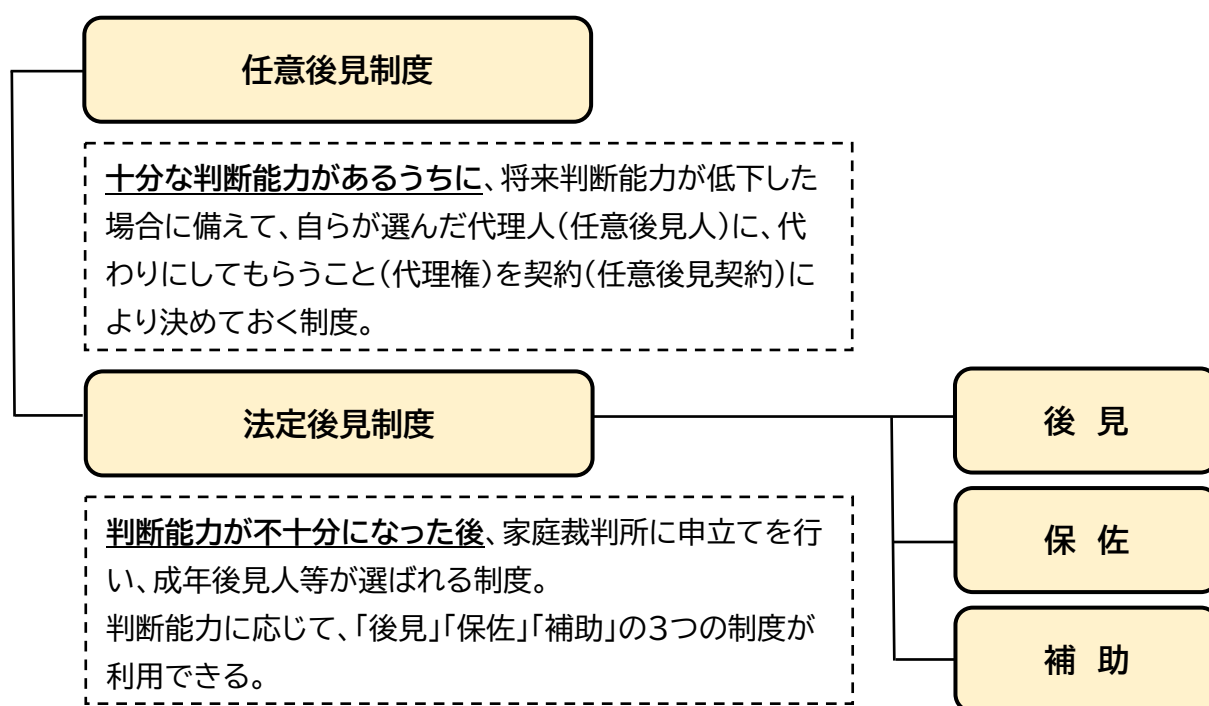 任意後見制度
十分な判断能力があるうちに、将来判断能力が低下した
場合に備えて、自らが選んだ代理人(任意後見人)に、代
わりにしてもらうこと(代理権)を契約(任意後見契約)に
より決めておく制度。
法定後見制度
判断能力が不十分になった後、家庭裁判所に申立てを行
い、成年後見人等が選ばれる制度。
判断能力に応じて、「後見」「保佐」「補助」の3つの制度が
利用できる。
後 見
保 佐
補 助